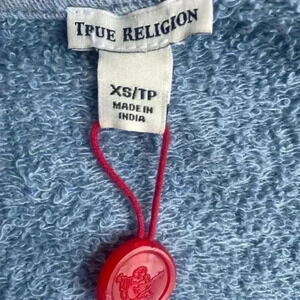 TRUE RELIGION
XS/TP
MADE IN
INDIA